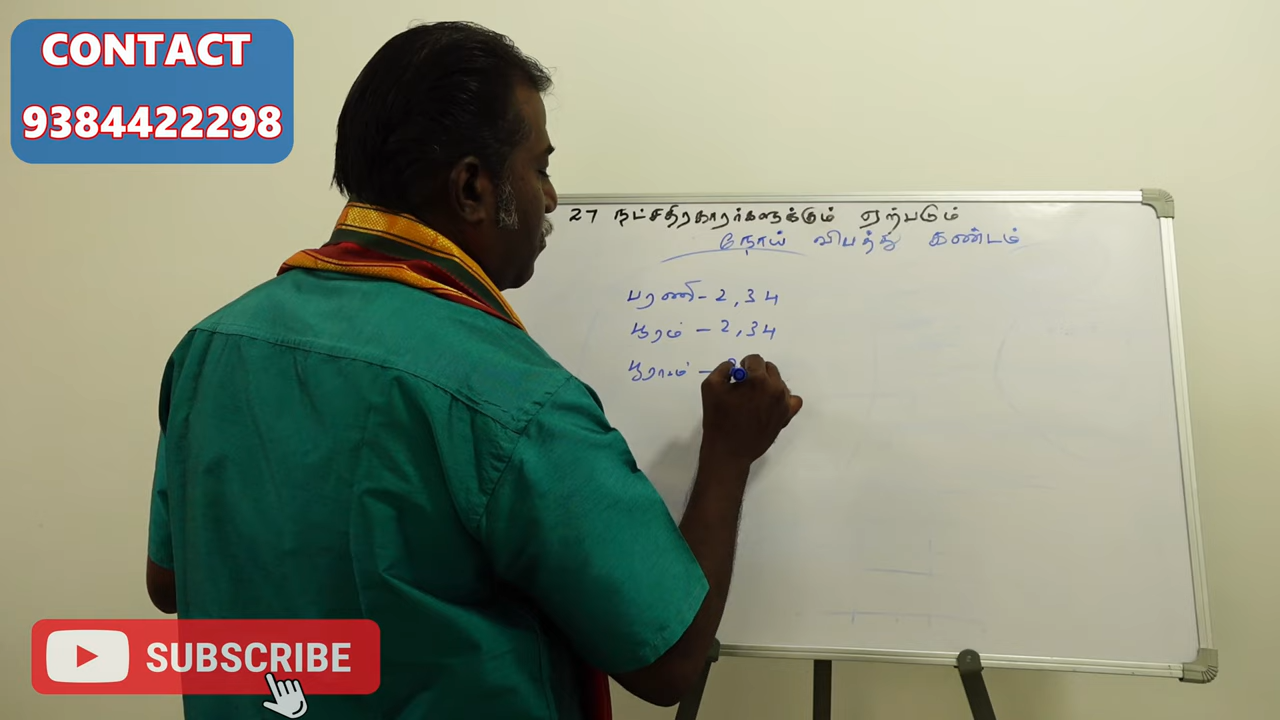 CONTACT
9384422298
27 நட்சதிரகாரர்களுக்கும் ஏற்படும்
நோய் விபத்து கண்டம்
பரணி - 2, 3 4
பூரம் - 2, 3 4
பூராடம் -
SUBSCRIBE